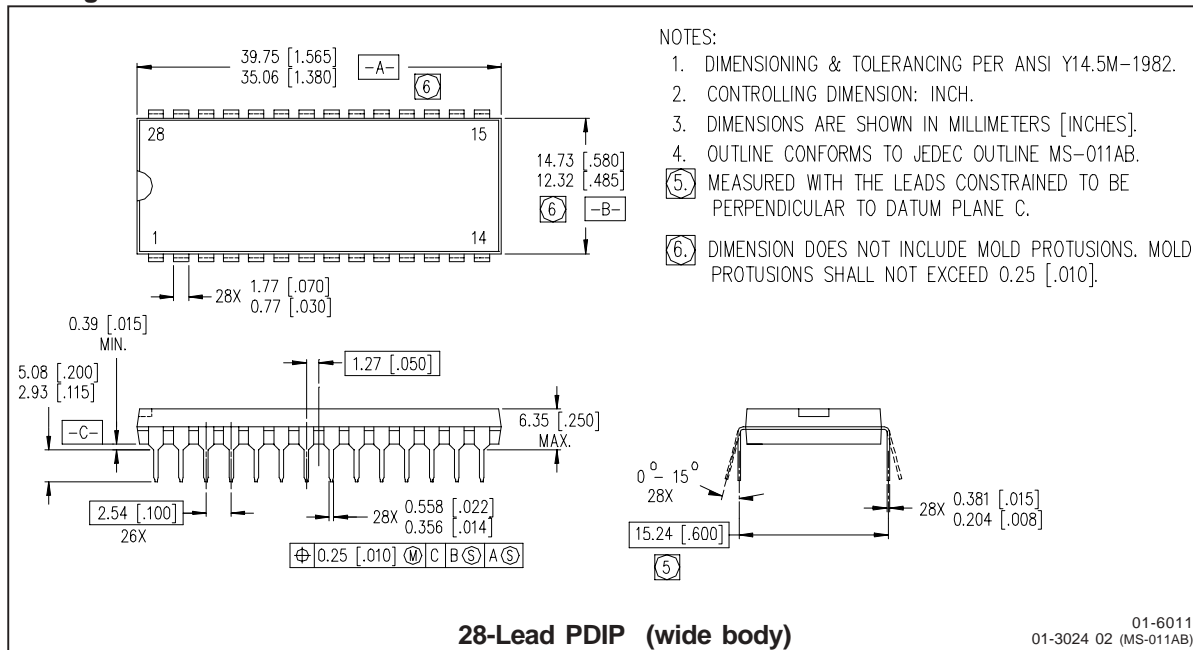 39.75 [1.565]
35.06 [1.380]
-A-
6
28
15
1
14
14.73 [.580]
12.32 [.485]
6
-B-
28X 1.77 [.070]
0.77 [.030]
NOTES:
1. DIMENSIONING & TOLERANCING PER ANSI Y14.5M-1982.
2. CONTROLLING DIMENSION: INCH.
3. DIMENSIONS ARE SHOWN IN MILLIMETERS [INCHES].
4. OUTLINE CONFORMS TO JEDEC OUTLINE MS-011AB.
5. MEASURED WITH THE LEADS CONSTRAINED TO BE
PERPENDICULAR TO DATUM PLANE C.
6. DIMENSION DOES NOT INCLUDE MOLD PROTUSIONS. MOLD
PROTUSIONS SHALL NOT EXCEED 0.25 [.010].
0.39 [.015]
MIN.
5.08 [.200]
2.93 [.115]
-C-
1.27 [.050]
6.35 [.250]
MAX.
2.54 [.100]
26X
28X 0.558 [.022]
0.356 [.014]
⌖ 0.25 [.010] Ⓜ C B Ⓢ A Ⓢ
0° - 15°
28X
28X 0.381 [.015]
0.204 [.008]
15.24 [.600]
5
28-Lead PDIP (wide body)
01-6011
01-3024 02 (MS-011AB)